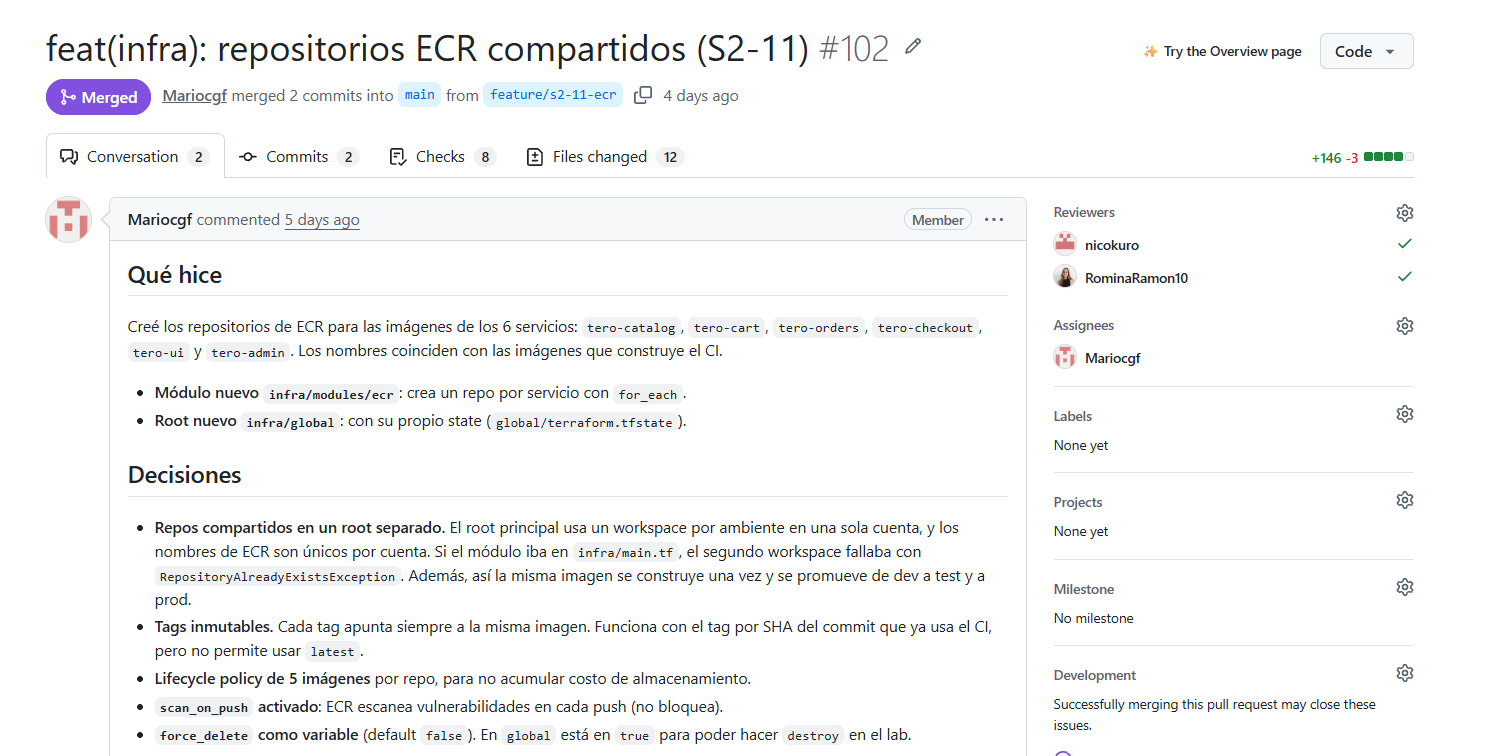 feat(infra): repositorios ECR compartidos (S2-11) #102
Try the Overview page
Code
Merged
Mariocgf merged 2 commits into main from feature/s2-11-ecr 4 days ago
Conversation 2
Commits 2
Checks 8
Files changed 12
+146 -3
Mariocgf commented 5 days ago
Member
Qué hice
Creé los repositorios de ECR para las imágenes de los 6 servicios: tero-catalog, tero-cart, tero-orders, tero-checkout,
tero-ui y tero-admin. Los nombres coinciden con las imágenes que construye el CI.
Módulo nuevo infra/modules/ecr: crea un repo por servicio con for_each.
Root nuevo infra/global: con su propio state (global/terraform.tfstate).
Decisiones
Repos compartidos en un root separado. El root principal usa un workspace por ambiente en una sola cuenta, y los
nombres de ECR son únicos por cuenta. Si el módulo iba en infra/main.tf, el segundo workspace fallaba con
RepositoryAlreadyExistsException. Además, así la misma imagen se construye una vez y se promueve de dev a test y a
prod.
Tags inmutables. Cada tag apunta siempre a la misma imagen. Funciona con el tag por SHA del commit que ya usa el CI,
pero no permite usar latest.
Lifecycle policy de 5 imágenes por repo, para no acumular costo de almacenamiento.
scan_on_push activado: ECR escanea vulnerabilidades en cada push (no bloquea).
force_delete como variable (default false). En global está en true para poder hacer destroy en el lab.
Reviewers
nicokuro
RominaRamon10
Assignees
Mariocgf
Labels
None yet
Projects
None yet
Milestone
No milestone
Development
Successfully merging this pull request may close these
issues.